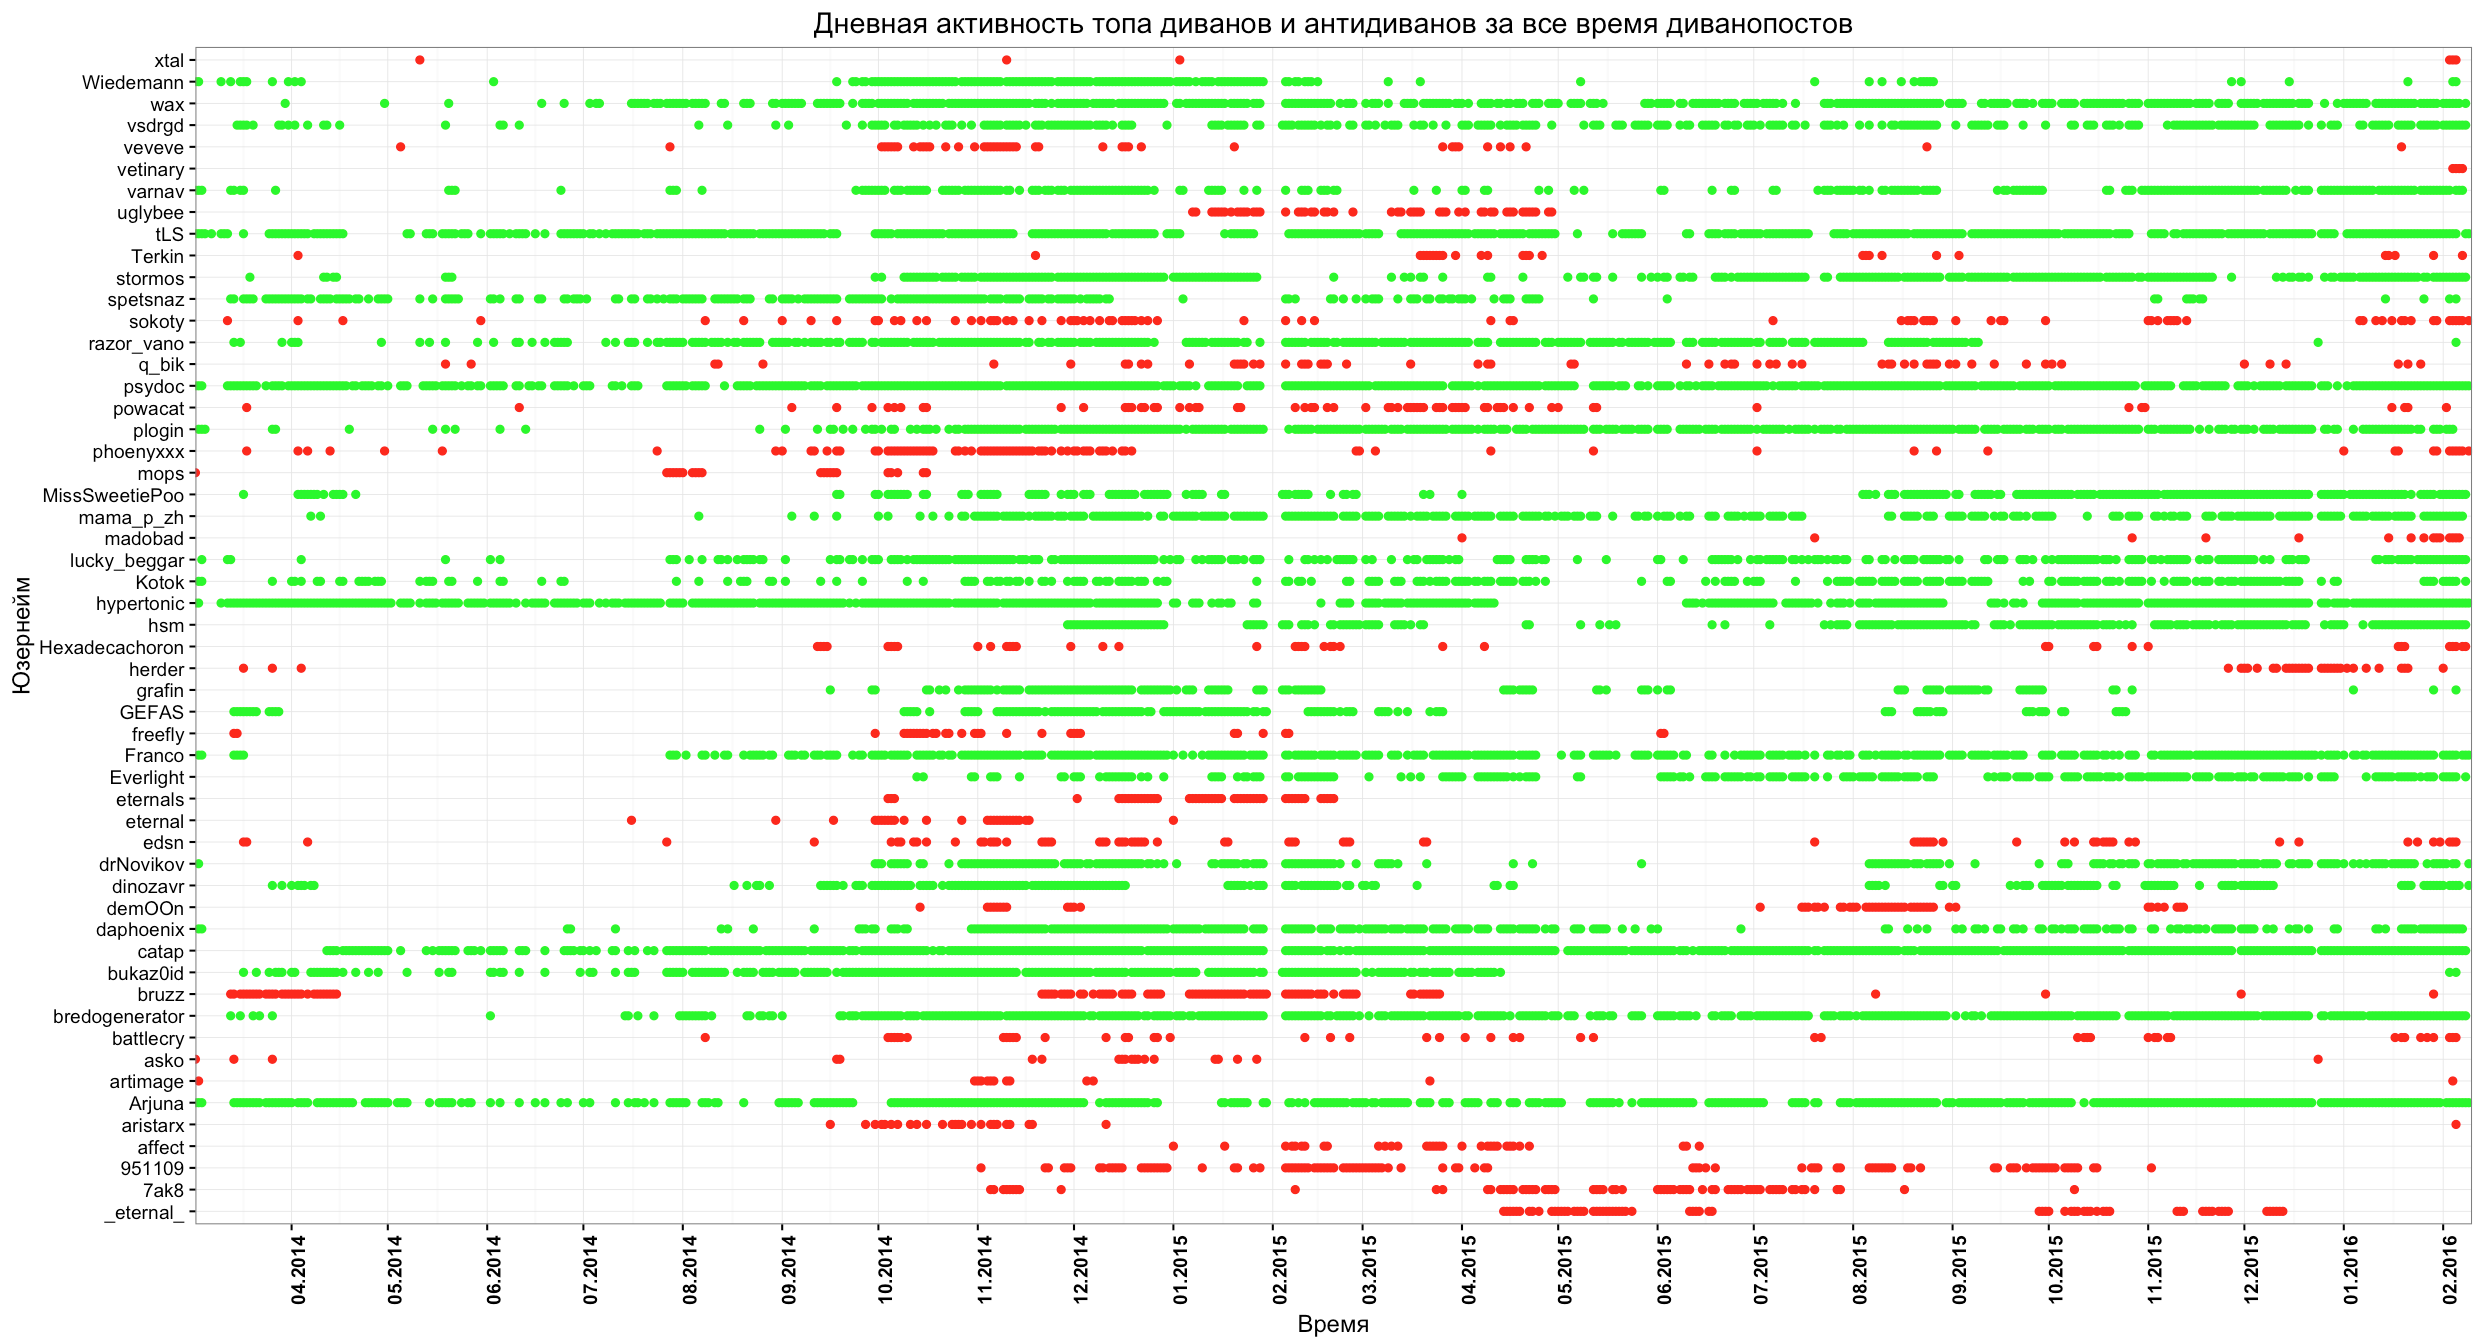 Дневная активность топа диванов и антидиванов за все время диванопостов
Юзернейм
xtal
Wiedemann
wax
vsdrgd
veveve
vetinary
varnav
uglybee
tLS
Terkin
stormos
spetsnaz
sokoty
razor_vano
q_bik
psydoc
powacat
plogin
phoenyxxx
mops
MissSweetiePoo
mama_p_zh
madobad
lucky_beggar
Kotok
hypertonic
hsm
Hexadecachoron
herder
grafin
GEFAS
freefly
Franco
Everlight
eternals
eternal
edsn
drNovikov
dinozavr
demOOn
daphoenix
catap
bukaz0id
bruzz
bredogenerator
battlecry
asko
artimage
Arjuna
aristarx
affect
951109
7ak8
_eternal_
04.2014
05.2014
06.2014
07.2014
08.2014
09.2014
10.2014
11.2014
12.2014
01.2015
02.2015
03.2015
04.2015
05.2015
06.2015
07.2015
08.2015
09.2015
10.2015
11.2015
12.2015
01.2016
02.2016
Время